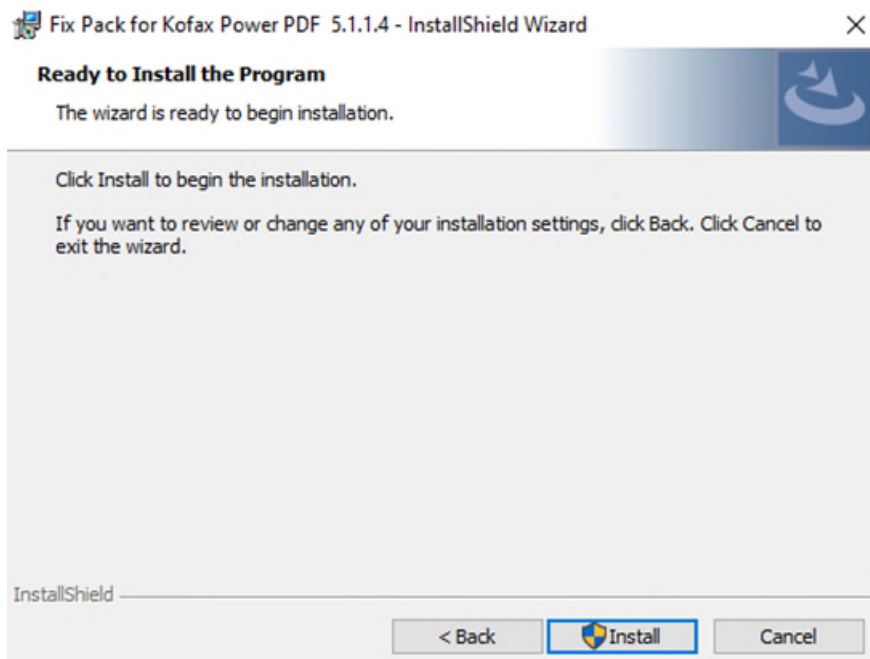 Fix Pack for Kofax Power PDF 5.1.1.4 - InstallShield Wizard
Ready to Install the Program
The wizard is ready to begin installation.
Click Install to begin the installation.
If you want to review or change any of your installation settings, click Back. Click Cancel to
exit the wizard.
InstallShield
< Back
Install
Cancel